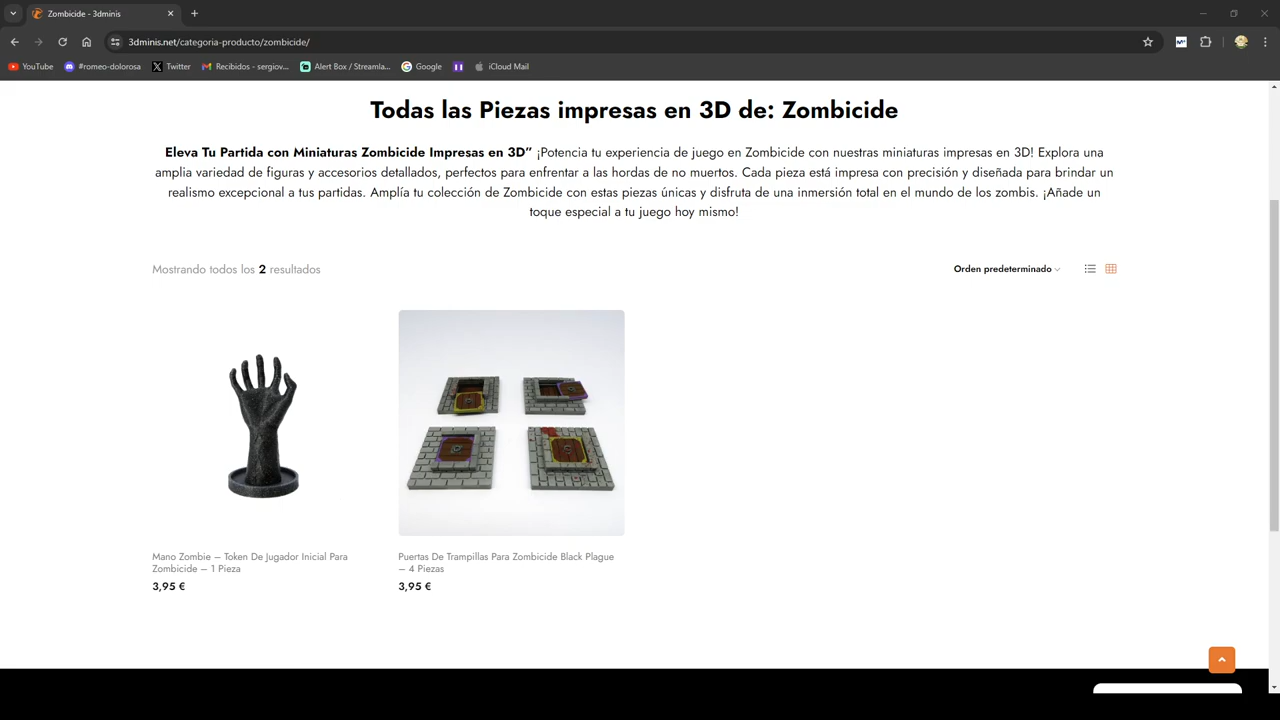 Zombicide - 3dminis
3dminis.net/categoria-producto/zombicide/
YouTube #romeo-dolorosa Twitter Recibidos - sergiov... Alert Box / Streamla... Google iCloud Mail
Todas las Piezas impresas en 3D de: Zombicide
Eleva Tu Partida con Miniaturas Zombicide Impresas en 3D” ¡Potencia tu experiencia de juego en Zombicide con nuestras miniaturas impresas en 3D! Explora una
amplia variedad de figuras y accesorios detallados, perfectos para enfrentar a las hordas de no muertos. Cada pieza está impresa con precisión y diseñada para brindar un
realismo excepcional a tus partidas. Amplía tu colección de Zombicide con estas piezas únicas y disfruta de una inmersión total en el mundo de los zombis. ¡Añade un
toque especial a tu juego hoy mismo!
Mostrando todos los 2 resultados
Orden predeterminado
Mano Zombie – Token De Jugador Inicial Para
Zombicide – 1 Pieza
3,95 €
Puertas De Trampillas Para Zombicide Black Plague
– 4 Piezas
3,95 €